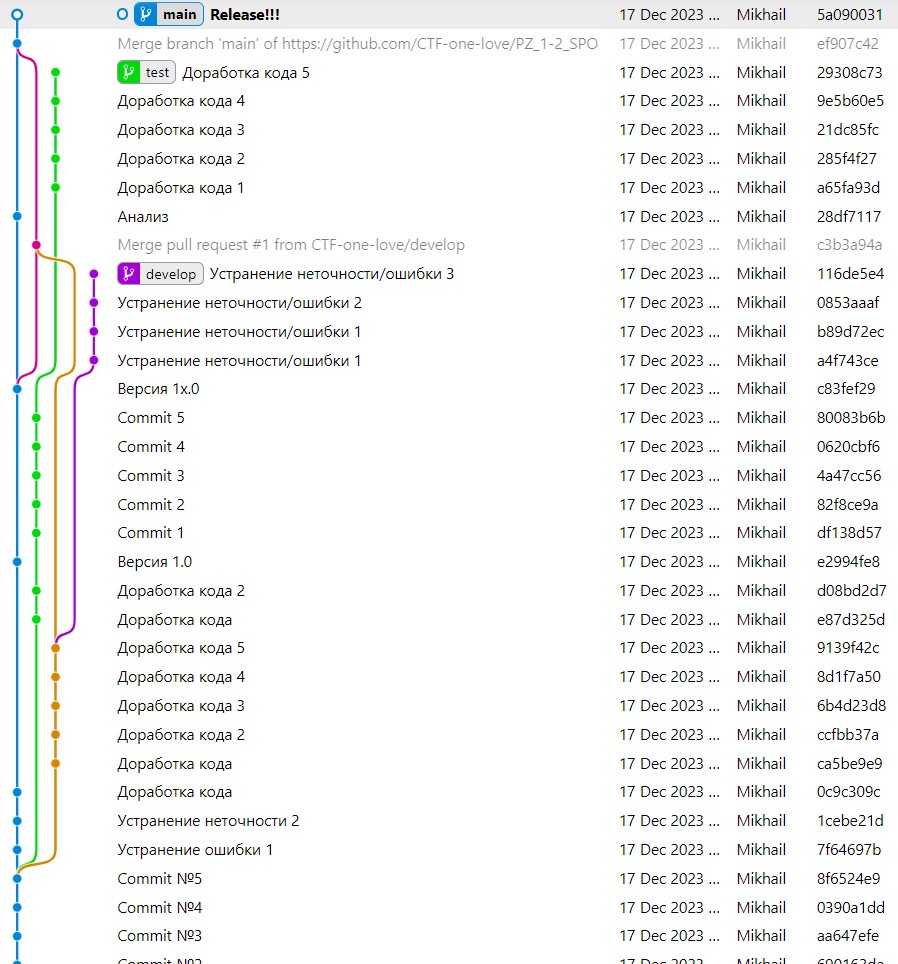 main Release!!! 17 Dec 2023 ... Mikhail 5a090031
Merge branch 'main' of https://github.com/CTF-one-love/PZ_1-2_SPO 17 Dec 2023 ... Mikhail ef907c42
test Доработка кода 5 17 Dec 2023 ... Mikhail 29308c73
Доработка кода 4 17 Dec 2023 ... Mikhail 9e5b60e5
Доработка кода 3 17 Dec 2023 ... Mikhail 21dc85fc
Доработка кода 2 17 Dec 2023 ... Mikhail 285f4f27
Доработка кода 1 17 Dec 2023 ... Mikhail a65fa93d
Анализ 17 Dec 2023 ... Mikhail 28df7117
Merge pull request #1 from CTF-one-love/develop 17 Dec 2023 ... Mikhail c3b3a94a
develop Устранение неточности/ошибки 3 17 Dec 2023 ... Mikhail 116de5e4
Устранение неточности/ошибки 2 17 Dec 2023 ... Mikhail 0853aaaf
Устранение неточности/ошибки 1 17 Dec 2023 ... Mikhail b89d72ec
Устранение неточности/ошибки 1 17 Dec 2023 ... Mikhail a4f743ce
Версия 1x.0 17 Dec 2023 ... Mikhail c83fef29
Commit 5 17 Dec 2023 ... Mikhail 80083b6b
Commit 4 17 Dec 2023 ... Mikhail 0620cbf6
Commit 3 17 Dec 2023 ... Mikhail 4a47cc56
Commit 2 17 Dec 2023 ... Mikhail 82f8ce9a
Commit 1 17 Dec 2023 ... Mikhail df138d57
Версия 1.0 17 Dec 2023 ... Mikhail e2994fe8
Доработка кода 2 17 Dec 2023 ... Mikhail d08bd2d7
Доработка кода 17 Dec 2023 ... Mikhail e87d325d
Доработка кода 5 17 Dec 2023 ... Mikhail 9139f42c
Доработка кода 4 17 Dec 2023 ... Mikhail 8d1f7a50
Доработка кода 3 17 Dec 2023 ... Mikhail 6b4d23d8
Доработка кода 2 17 Dec 2023 ... Mikhail ccfbb37a
Доработка кода 17 Dec 2023 ... Mikhail ca5be9e9
Доработка кода 17 Dec 2023 ... Mikhail 0c9c309c
Устранение неточности 2 17 Dec 2023 ... Mikhail 1cebe21d
Устранение ошибки 1 17 Dec 2023 ... Mikhail 7f64697b
Commit №5 17 Dec 2023 ... Mikhail 8f6524e9
Commit №4 17 Dec 2023 ... Mikhail 0390a1dd
Commit №3 17 Dec 2023 ... Mikhail aa647efe
Commit №2 17 Dec 2023 ... Mikhail